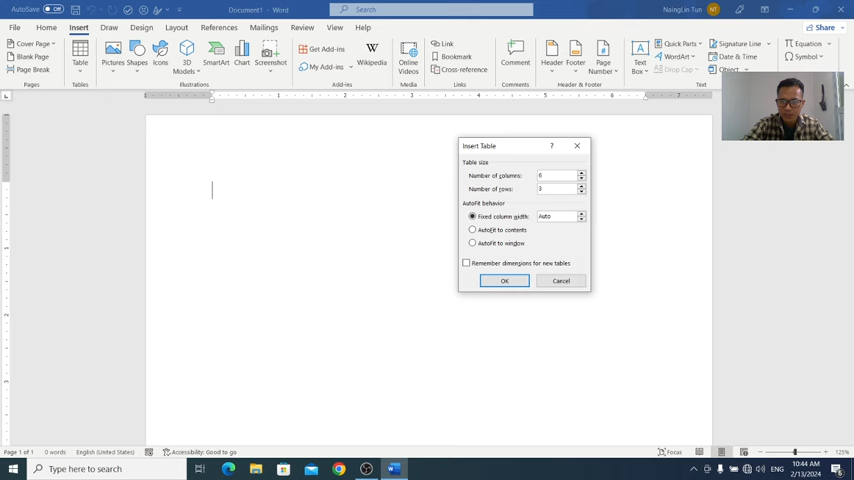 AutoSave Off Document1 - Word Search NaingLin Tun NT
File Home Insert Draw Design Layout References Mailings Review View Help Share
Cover Page
Blank Page
Page Break
Pages
Table
Tables
Pictures Shapes Icons 3D Models SmartArt Chart Screenshot
Illustrations
Get Add-ins
My Add-ins
Wikipedia
Add-ins
Online Videos
Media
Link
Bookmark
Cross-reference
Links
Comment
Comments
Header Footer Page Number
Header & Footer
Text Box
Quick Parts
WordArt
Drop Cap
Signature Line
Date & Time
Object
Text
Equation
Symbol
Insert Table ?
Table size
Number of columns: 6
Number of rows: 3
AutoFit behavior
Fixed column width: Auto
AutoFit to contents
AutoFit to window
Remember dimensions for new tables
OK Cancel
Page 1 of 1 0 words English (United States) Accessibility: Good to go Focus 125%
Type here to search
10:44 AM
2/13/2024